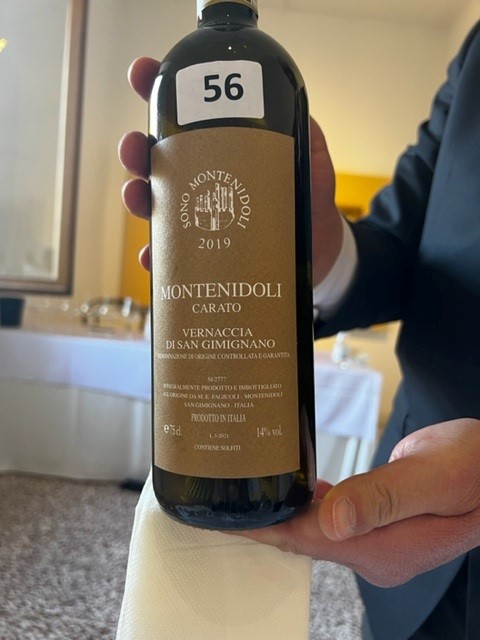 56
SONO MONTENIDOLI
2019
MONTENIDOLI
CARATO
VERNACCIA
DI SAN GIMIGNANO
DENOMINAZIONE DI ORIGINE CONTROLLATA E GARANTITA
INTEGRALMENTE PRODOTTO E IMBOTTIGLIATO
ALL'ORIGINE DA M. E. FAGIUOLI - MONTENIDOLI
SAN GIMIGNANO - ITALIA
PRODOTTO IN ITALIA
℮ 75 cl. 14% vol.
CONTIENE SOLFITI